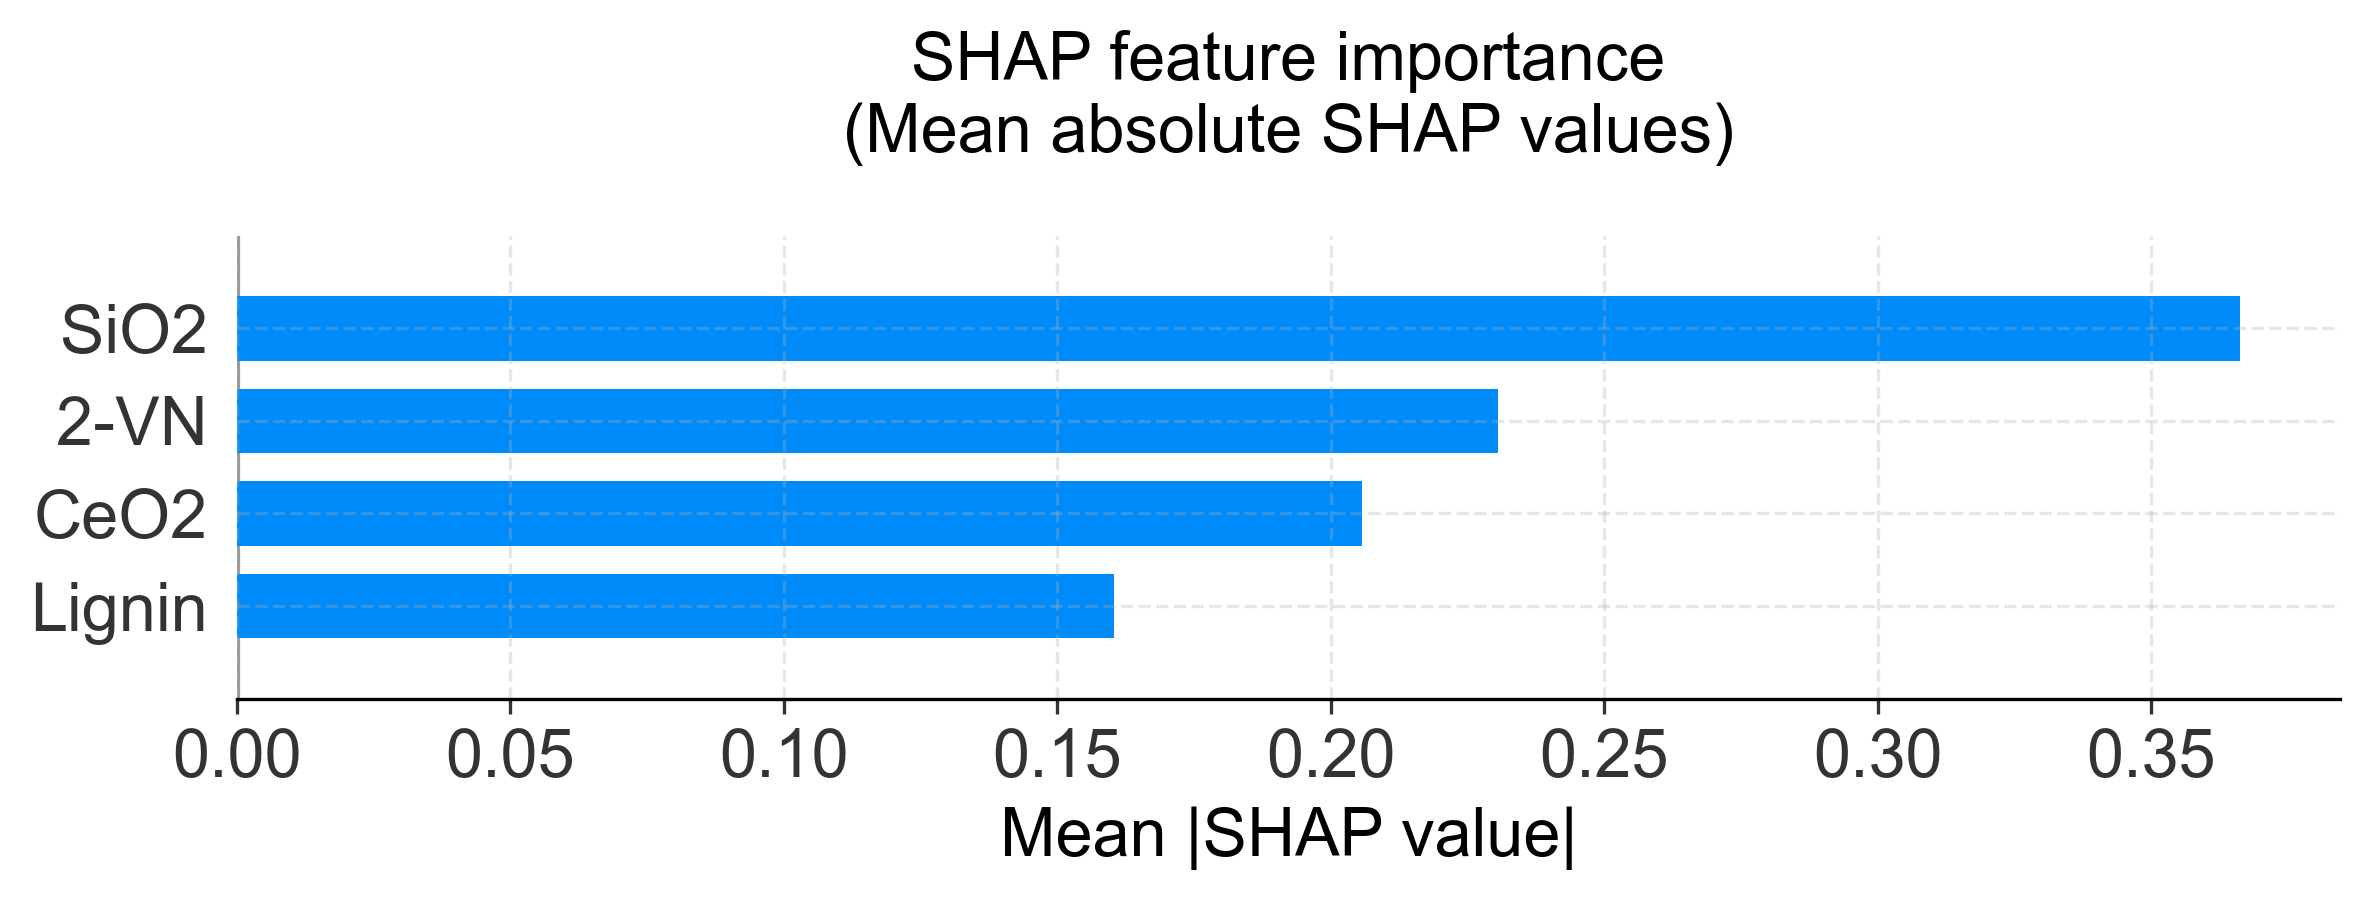 SHAP feature importance
(Mean absolute SHAP values)
SiO2
2-VN
CeO2
Lignin
0.00 0.05 0.10 0.15 0.20 0.25 0.30 0.35
Mean |SHAP value|